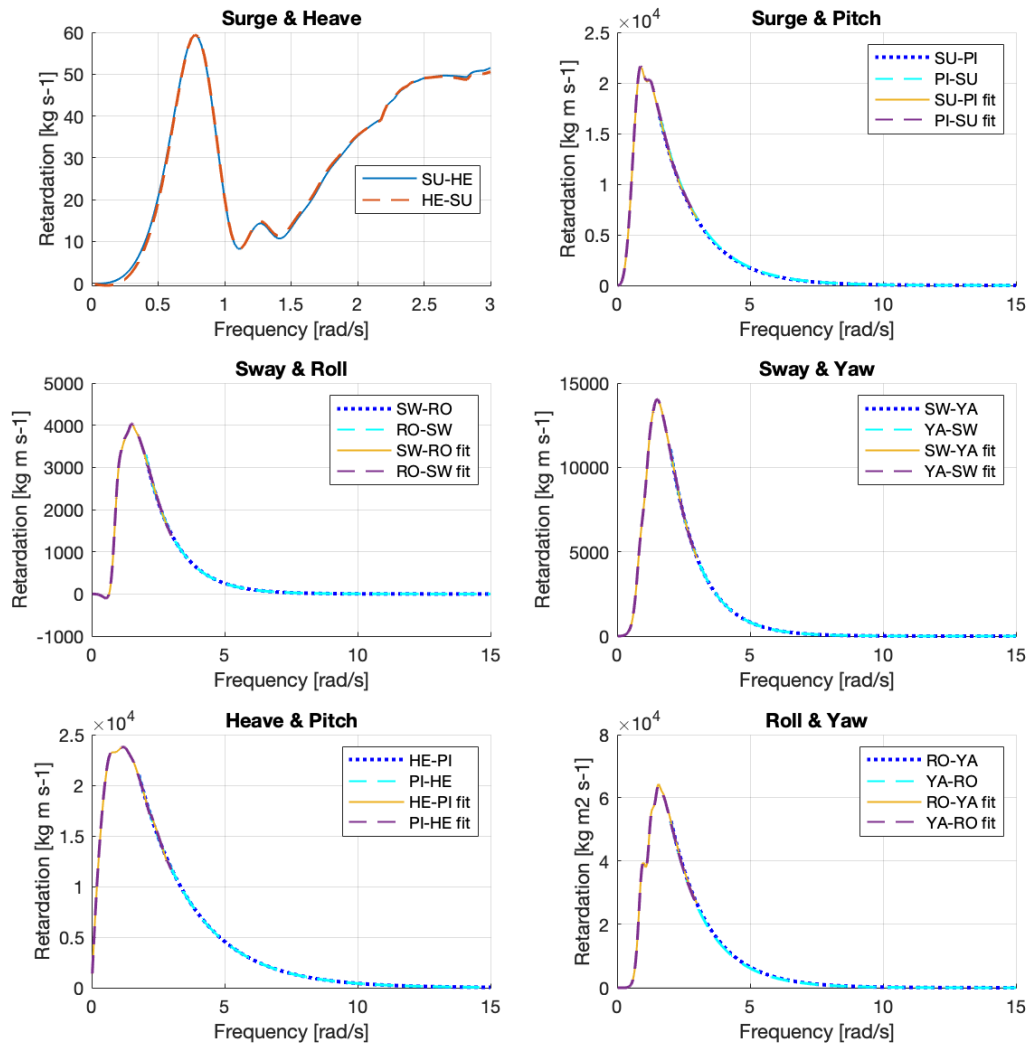 Surge & Heave
60
50
40
30
20
10
0
Retardation [kg s-1]
SU-HE
HE-SU
0 0.5 1 1.5 2 2.5 3
Frequency [rad/s]
Surge & Pitch
×10⁴
2.5
2
1.5
1
0.5
0
Retardation [kg m s-1]
SU-PI
PI-SU
SU-PI fit
PI-SU fit
0 5 10 15
Frequency [rad/s]
Sway & Roll
5000
4000
3000
2000
1000
0
-1000
Retardation [kg m s-1]
SW-RO
RO-SW
SW-RO fit
RO-SW fit
0 5 10 15
Frequency [rad/s]
Sway & Yaw
15000
10000
5000
0
Retardation [kg m s-1]
SW-YA
YA-SW
SW-YA fit
YA-SW fit
0 5 10 15
Frequency [rad/s]
Heave & Pitch
×10⁴
2.5
2
1.5
1
0.5
0
Retardation [kg m s-1]
HE-PI
PI-HE
HE-PI fit
PI-HE fit
0 5 10 15
Frequency [rad/s]
Roll & Yaw
×10⁴
8
6
4
2
0
Retardation [kg m2 s-1]
RO-YA
YA-RO
RO-YA fit
YA-RO fit
0 5 10 15
Frequency [rad/s]